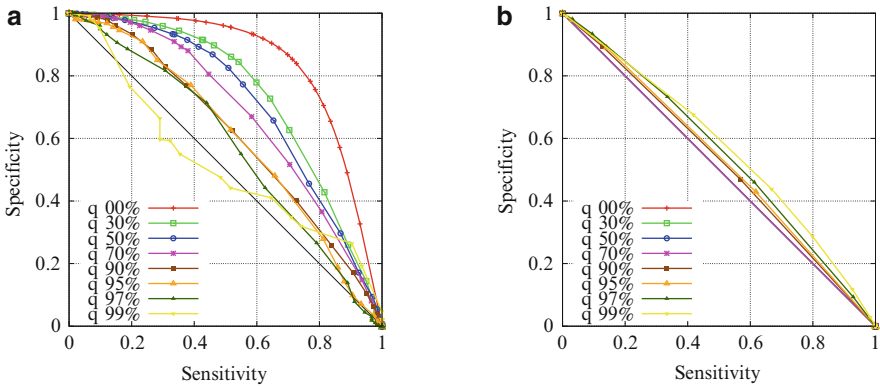 a
1
0.8
0.6
0.4
0.2
0
Specificity
q 00%
q 30%
q 50%
q 70%
q 90%
q 95%
q 97%
q 99%
0 0.2 0.4 0.6 0.8 1
Sensitivity
b
1
0.8
0.6
0.4
0.2
0
Specificity
q 00%
q 30%
q 50%
q 70%
q 90%
q 95%
q 97%
q 99%
0 0.2 0.4 0.6 0.8 1
Sensitivity